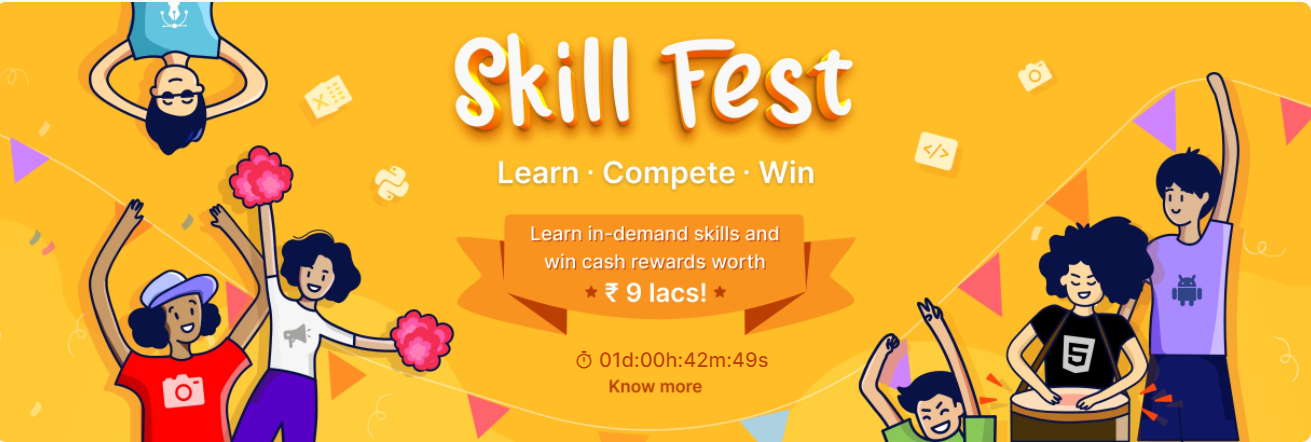 Skill Fest
Learn · Compete · Win
Learn in-demand skills and
win cash rewards worth
★ ₹ 9 lacs! ★
01d:00h:42m:49s
Know more
X
</>
5